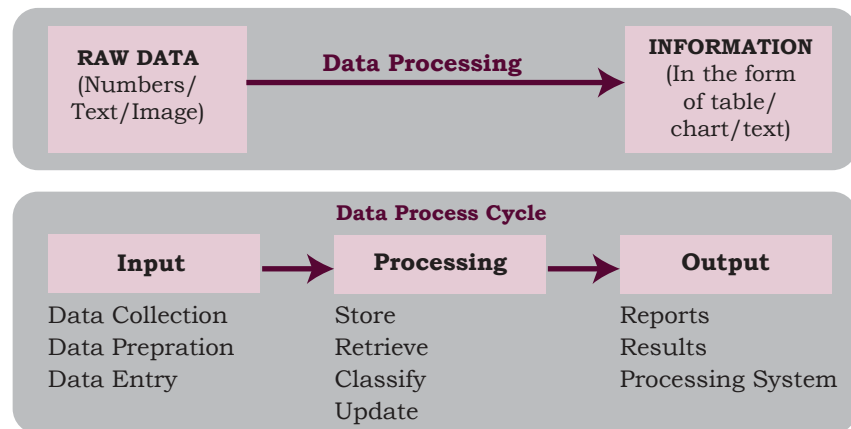 RAW DATA
(Numbers/
Text/Image)
Data Processing
INFORMATION
(In the form
of table/
chart/text)
Data Process Cycle
Input
Processing
Output
Data Collection
Data Prepration
Data Entry
Store
Retrieve
Classify
Update
Reports
Results
Processing System